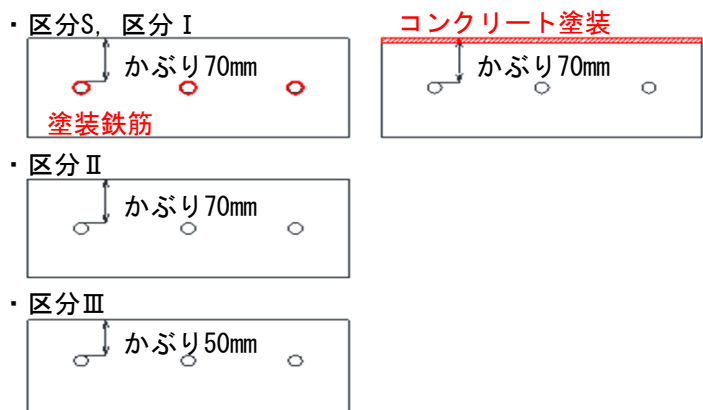 ・区分S, 区分Ⅰ
かぶり70mm
塗装鉄筋
コンクリート塗装
かぶり70mm
・区分Ⅱ
かぶり70mm
・区分Ⅲ
かぶり50mm